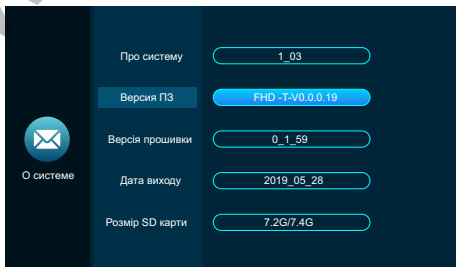 Про систему 1_03
Версия ПЗ FHD -T-V0.0.0.19
Версія прошивки 0_1_59
О системе
Дата виходу 2019_05_28
Розмір SD карти 7.2G/7.4G